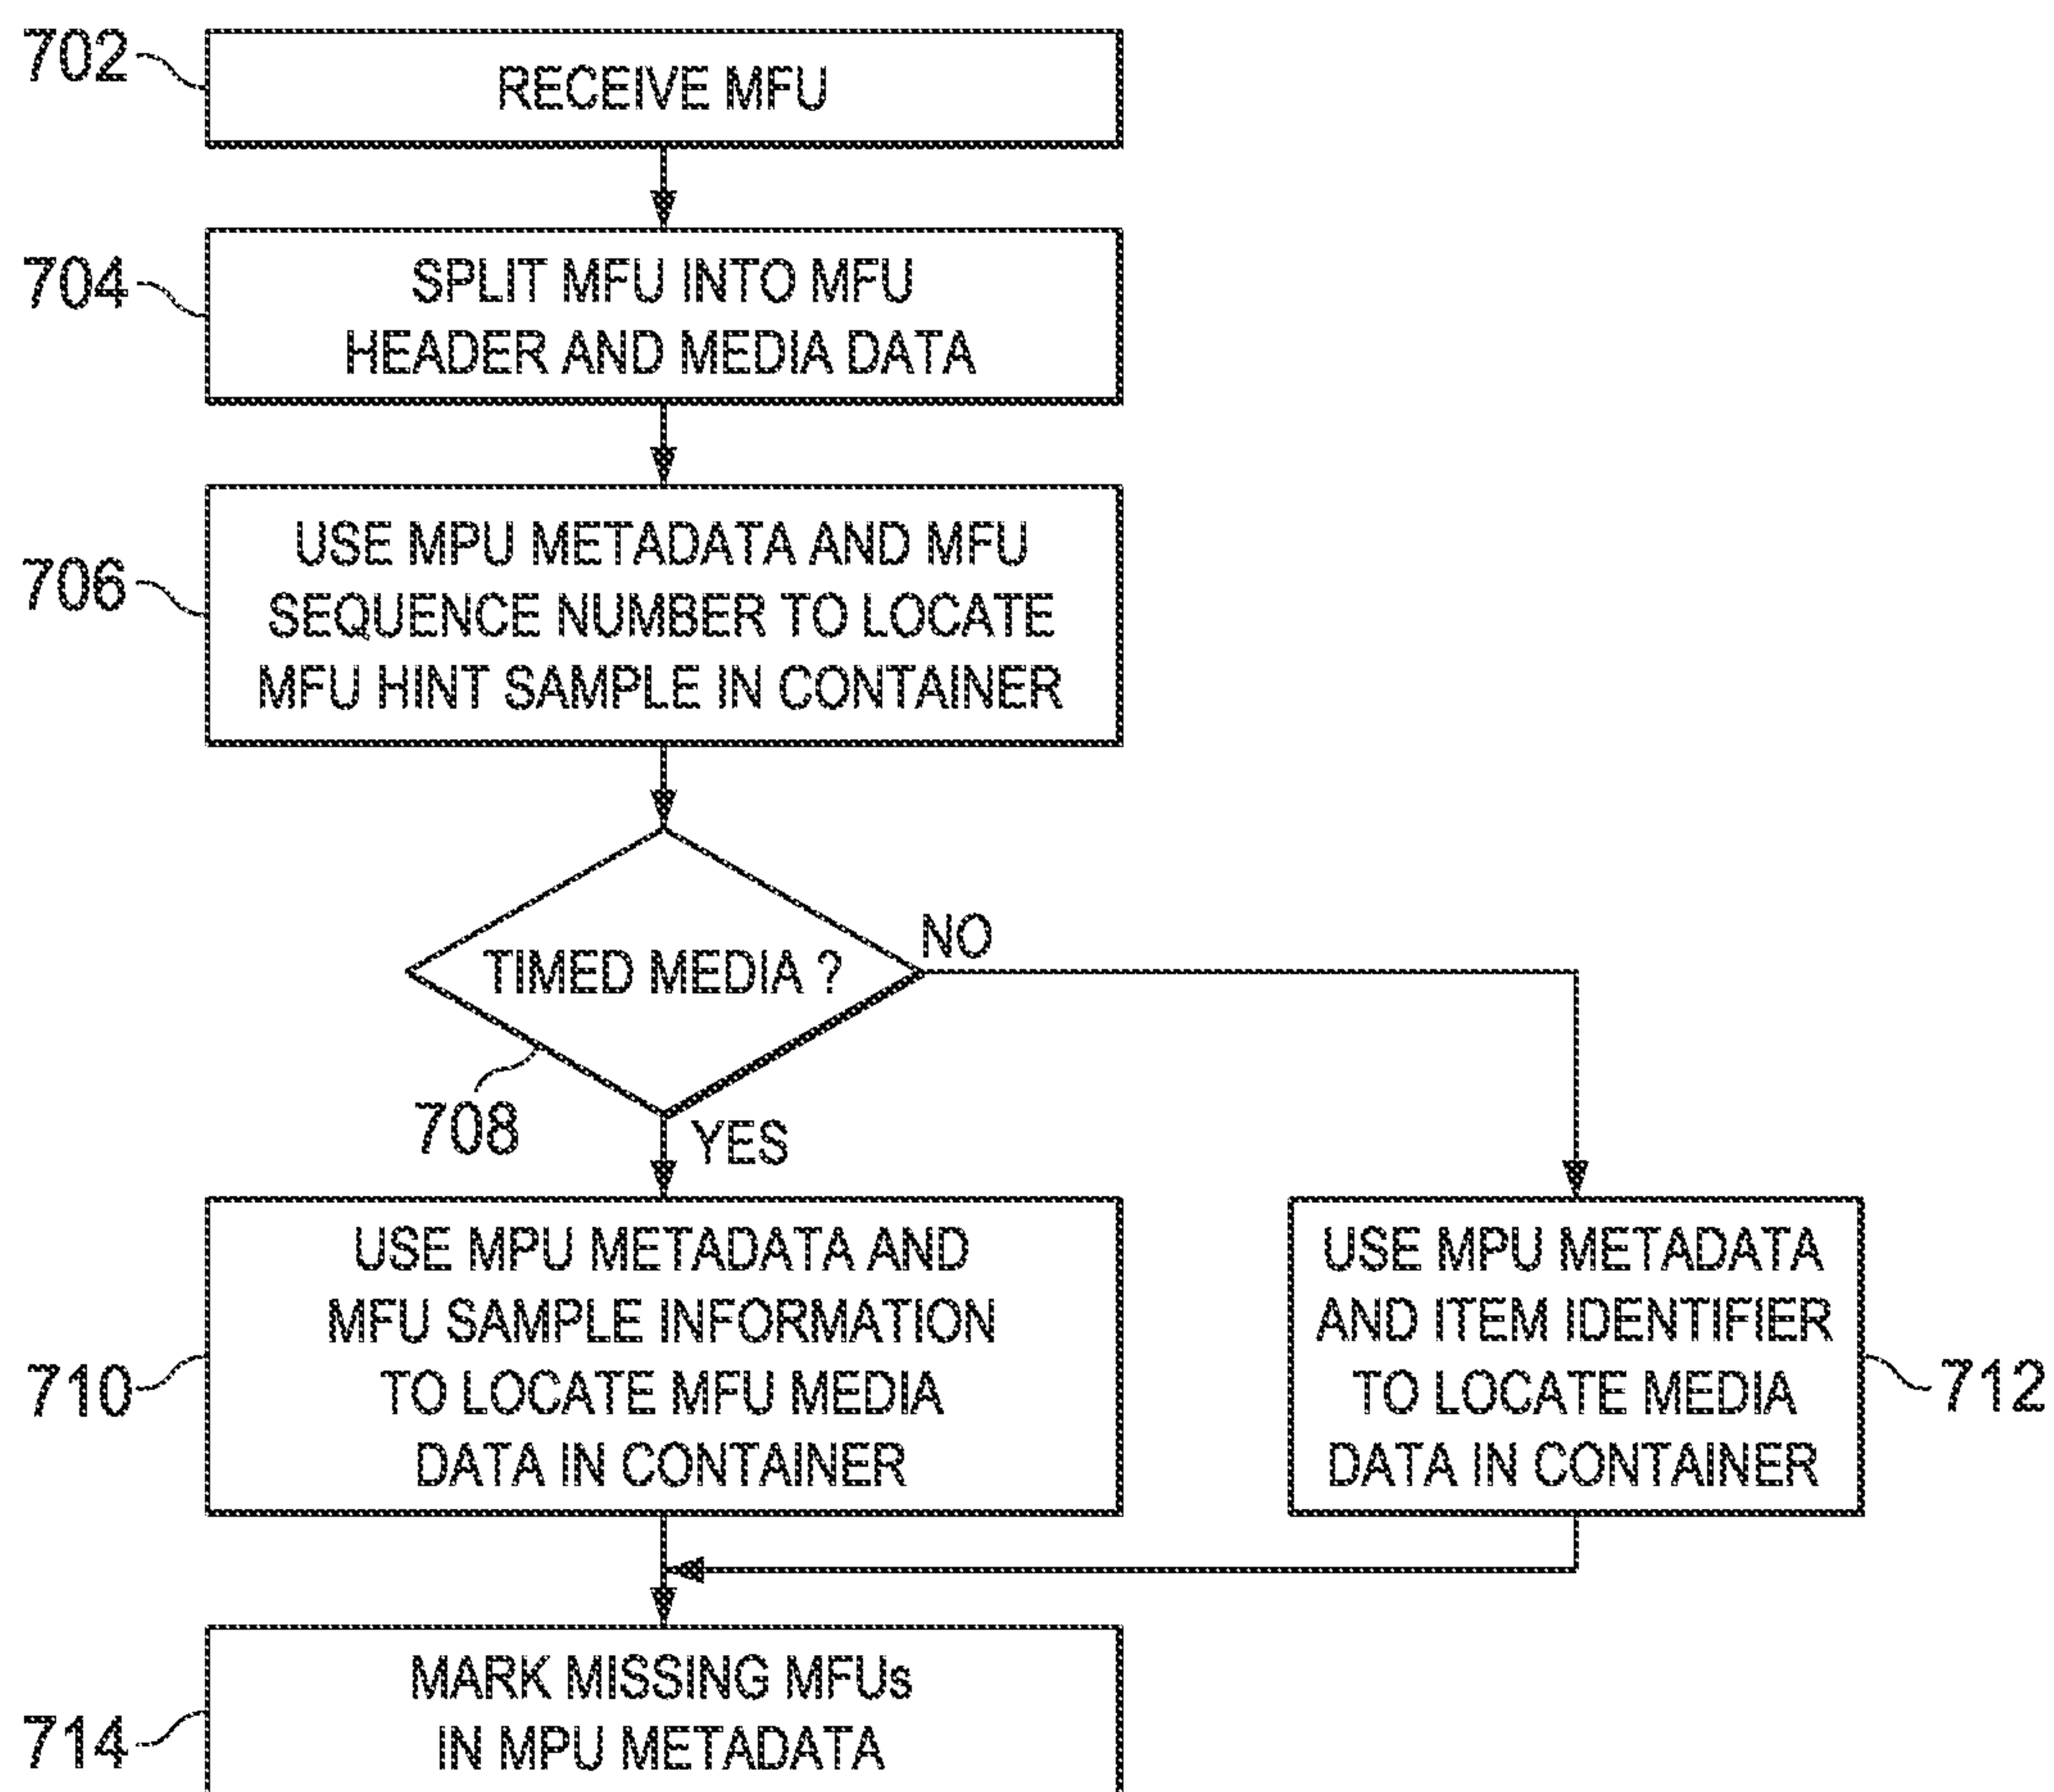 702
RECEIVE MFU
704
SPLIT MFU INTO MFU
HEADER AND MEDIA DATA
706
USE MPU METADATA AND MFU
SEQUENCE NUMBER TO LOCATE
MFU HINT SAMPLE IN CONTAINER
TIMED MEDIA ?
NO
708
YES
710
USE MPU METADATA AND
MFU SAMPLE INFORMATION
TO LOCATE MFU MEDIA
DATA IN CONTAINER
USE MPU METADATA
AND ITEM IDENTIFIER
TO LOCATE MEDIA
DATA IN CONTAINER
712
714
MARK MISSING MFUs
IN MPU METADATA